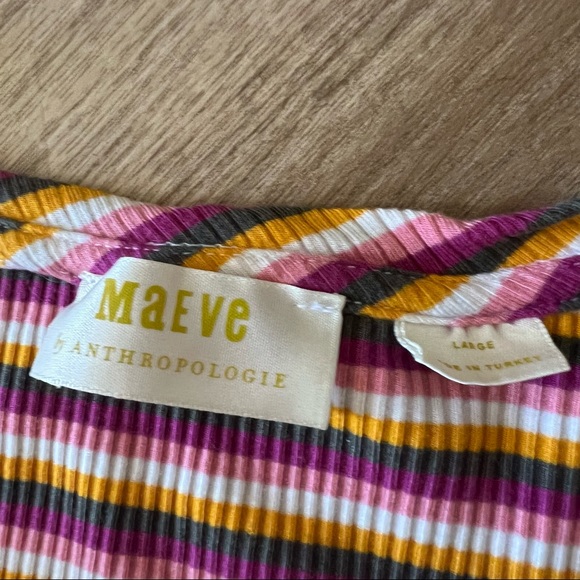 MaEve
by ANTHROPOLOGIE
LARGE
IN TURKEY